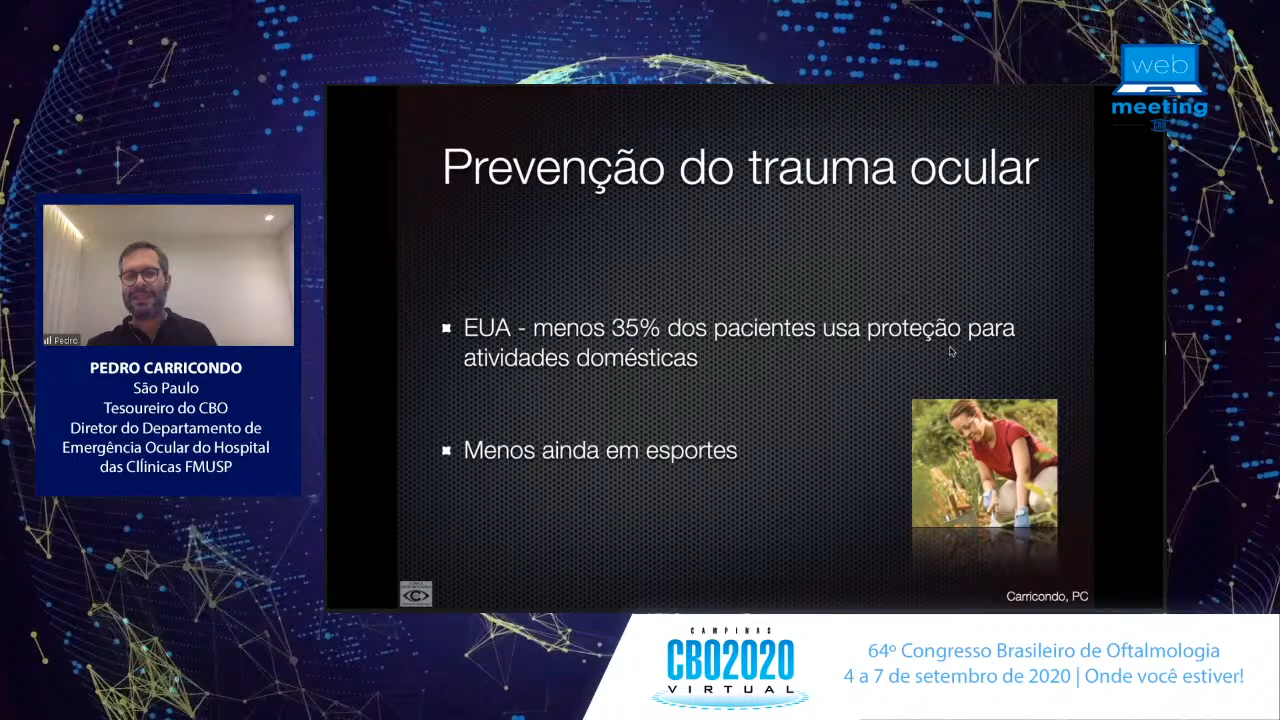 web
meeting
Prevenção do trauma ocular
EUA - menos 35% dos pacientes usa proteção para
atividades domésticas
Menos ainda em esportes
Carricondo, PC
Pedro
PEDRO CARRICONDO
São Paulo
Tesoureiro do CBO
Diretor do Departamento de
Emergência Ocular do Hospital
das ClÍinicas FMUSP
CAMPINAS
CBO2020
VIRTUAL
64º Congresso Brasileiro de Oftalmologia
4 a 7 de setembro de 2020 | Onde você estiver!